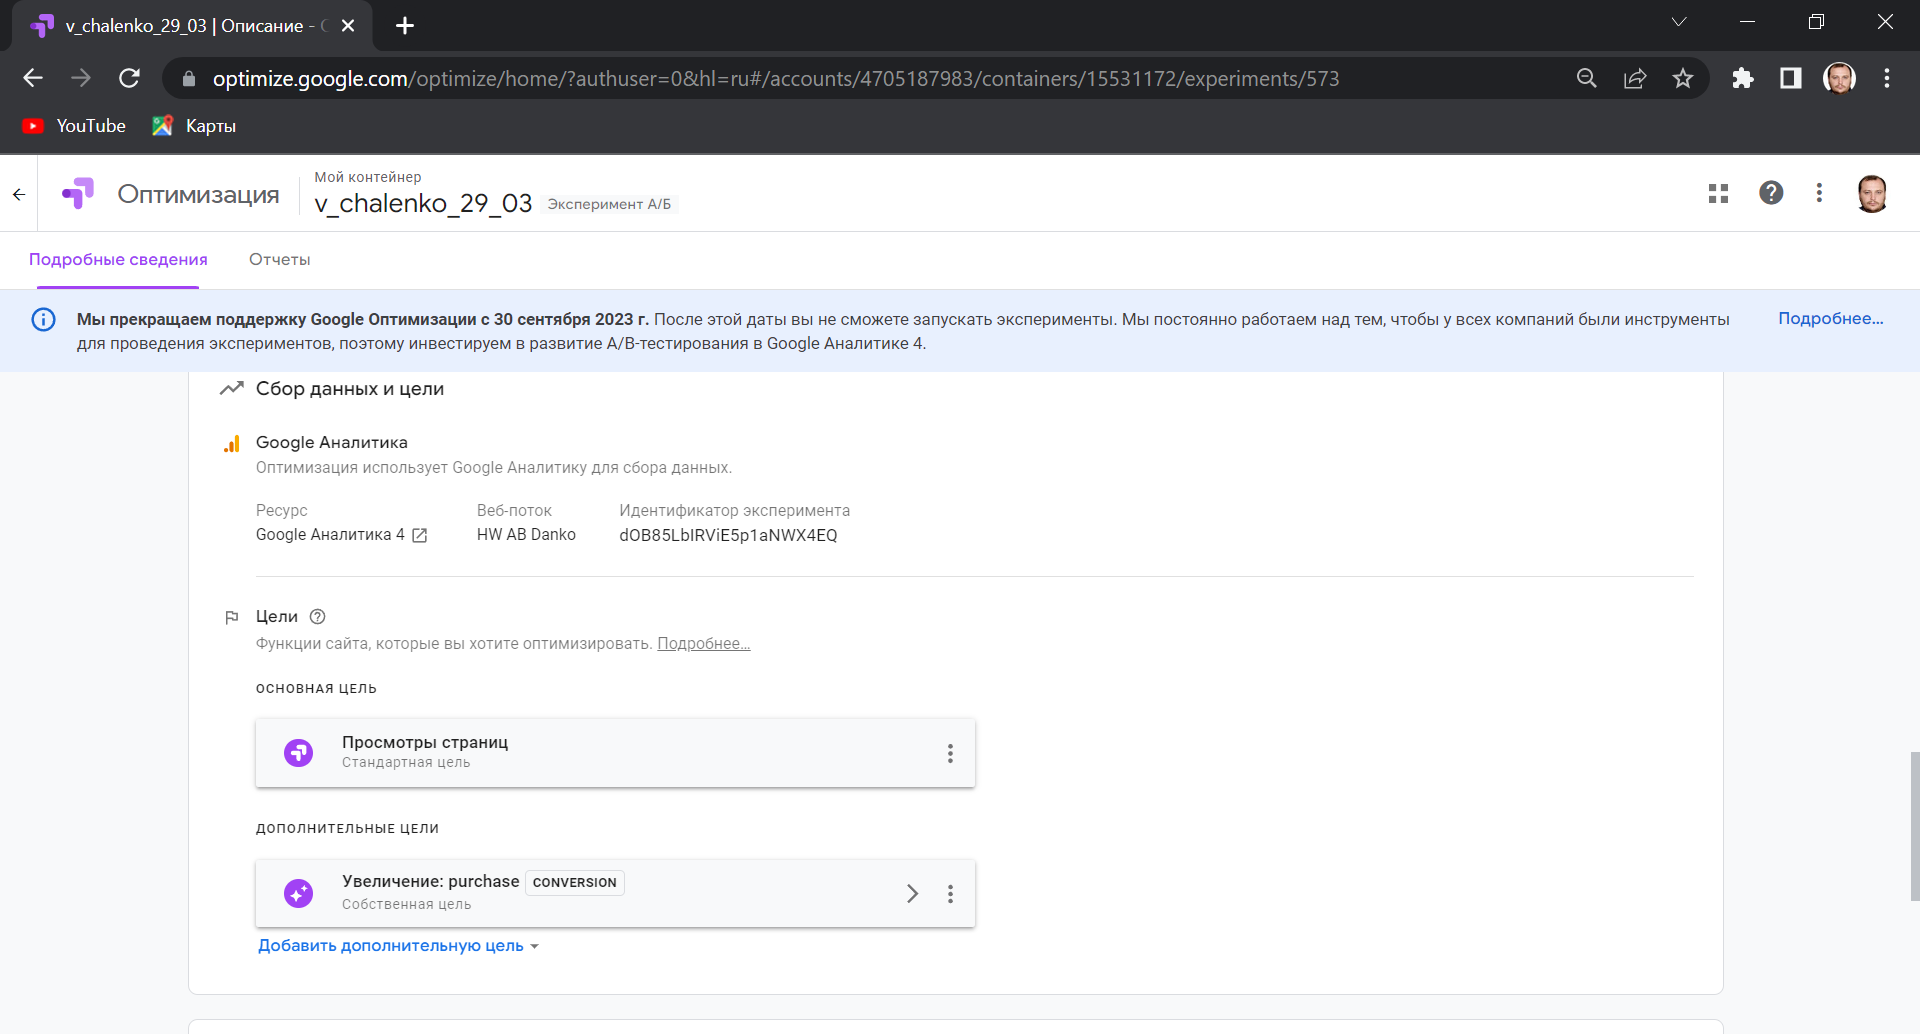 v_chalenko_29_03 | Описание -
optimize.google.com/optimize/home/?authuser=0&hl=ru#/accounts/4705187983/containers/15531172/experiments/573
YouTube
Карты
Оптимизация
Мой контейнер
v_chalenko_29_03 Эксперимент А/Б
Подробные сведения
Отчеты
Мы прекращаем поддержку Google Оптимизации с 30 сентября 2023 г. После этой даты вы не сможете запускать эксперименты. Мы постоянно работаем над тем, чтобы у всех компаний были инструменты
для проведения экспериментов, поэтому инвестируем в развитие A/B-тестирования в Google Аналитике 4.
Подробнее...
Сбор данных и цели
Google Аналитика
Оптимизация использует Google Аналитику для сбора данных.
Ресурс
Google Аналитика 4
Веб-поток
HW AB Danko
Идентификатор эксперимента
dOB85LbIRViE5p1aNWX4EQ
Цели
Функции сайта, которые вы хотите оптимизировать. Подробнее...
ОСНОВНАЯ ЦЕЛЬ
Просмотры страниц
Стандартная цель
ДОПОЛНИТЕЛЬНЫЕ ЦЕЛИ
Увеличение: purchase CONVERSION
Собственная цель
Добавить дополнительную цель